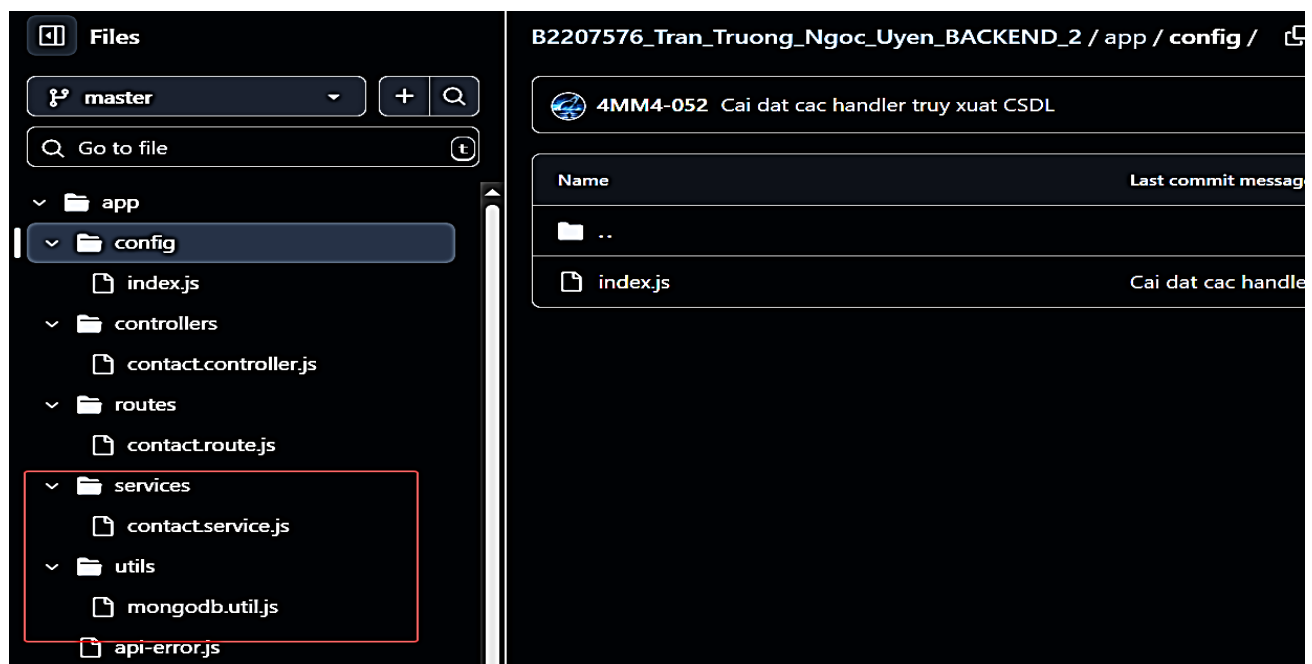 Files
master
Go to file
t
app
config
index.js
controllers
contact.controller.js
routes
contact.route.js
services
contact.service.js
utils
mongodb.util.js
api-error.js
B2207576_Tran_Truong_Ngoc_Uyen_BACKEND_2 / app / config /
4MM4-052 Cai dat cac handler truy xuat CSDL
Name Last commit messag
..
index.js Cai dat cac handle